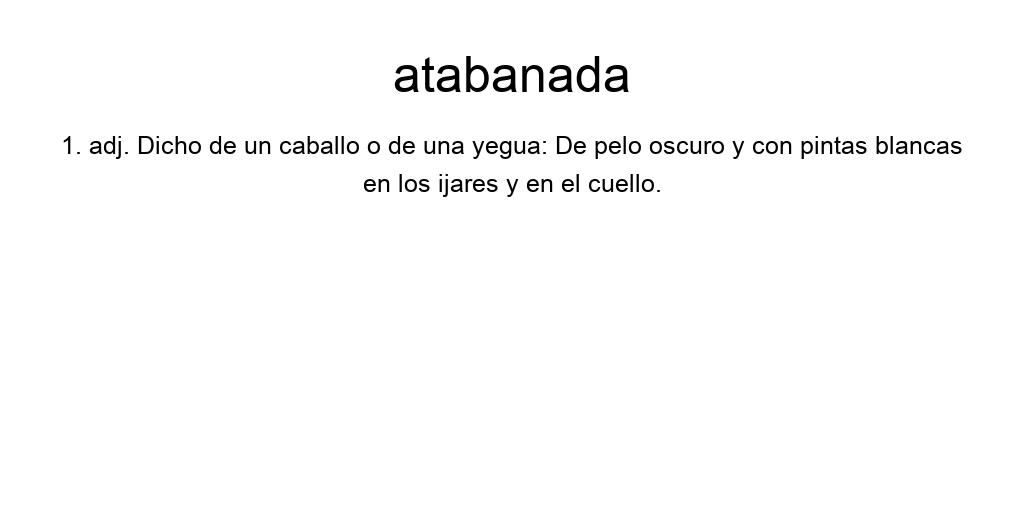 atabanada
1. adj. Dicho de un caballo o de una yegua: De pelo oscuro y con pintas blancas
en los ijares y en el cuello.